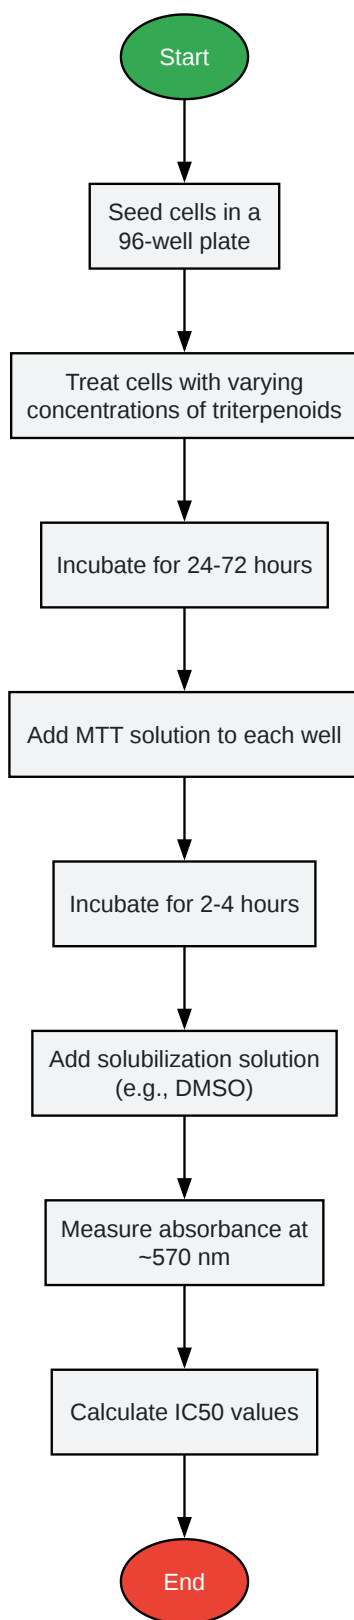 Start
Seed cells in a
96-well plate
Treat cells with varying
concentrations of triterpenoids
Incubate for 24-72 hours
Add MTT solution to each well
Incubate for 2-4 hours
Add solubilization solution
(e.g., DMSO)
Measure absorbance at
~570 nm
Calculate IC50 values
End